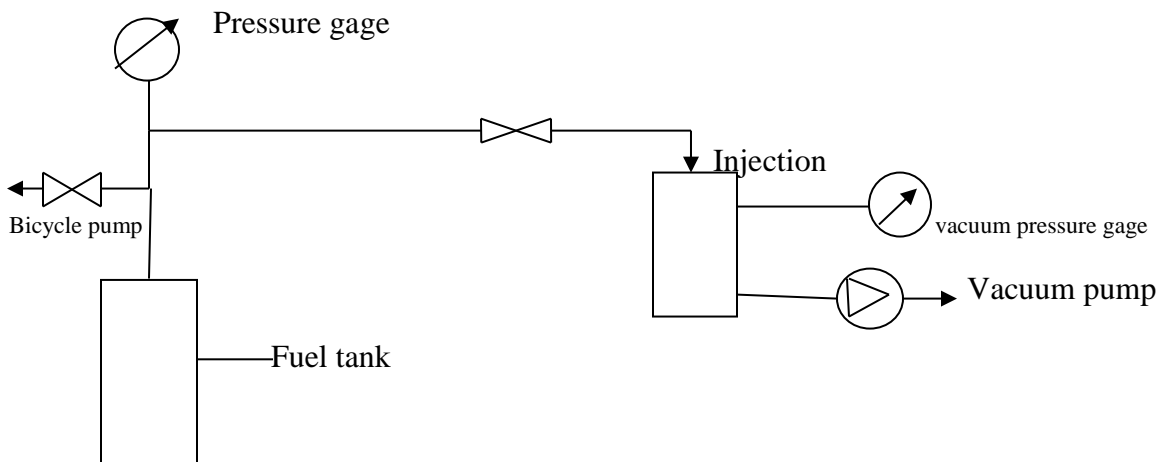 Pressure gage
Injection
Bicycle pump
vacuum pressure gage
Vacuum pump
Fuel tank